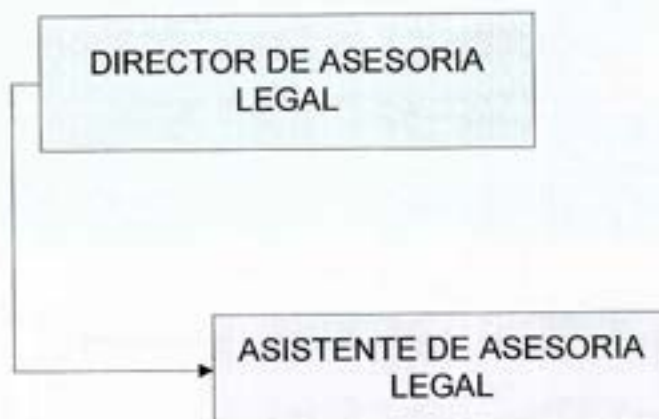 DIRECTOR DE ASESORIA
LEGAL
ASISTENTE DE ASESORIA
LEGAL